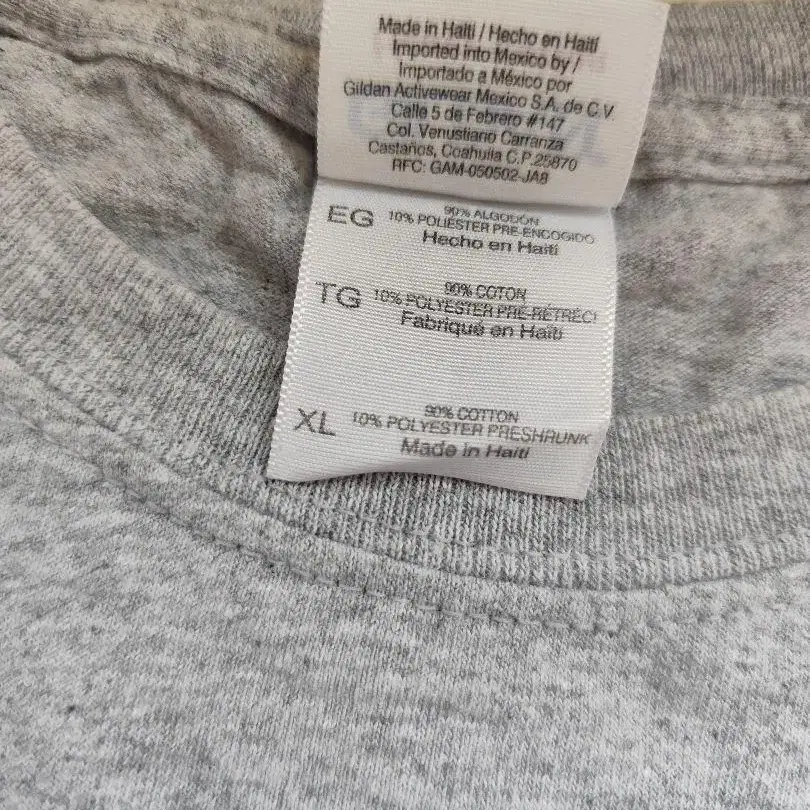 Made in Haiti / Hecho en Haití
Imported into Mexico by /
Importado a México por
Gildan Activewear Mexico S.A. de C.V
Calle 5 de Febrero #147
Col. Venustiano Carranza
Castaños, Coahuila C.P.25870
RFC: GAM-050502-JA8
EG 90% ALGODÓN
10% POLIÉSTER PRE-ENCOGIDO
Hecho en Haití
TG 90% COTON
10% POLYESTER PRÉ-RÉTRÉCI
Fabriqué en Haïti
XL 90% COTTON
10% POLYESTER PRESHRUNK
Made in Haiti